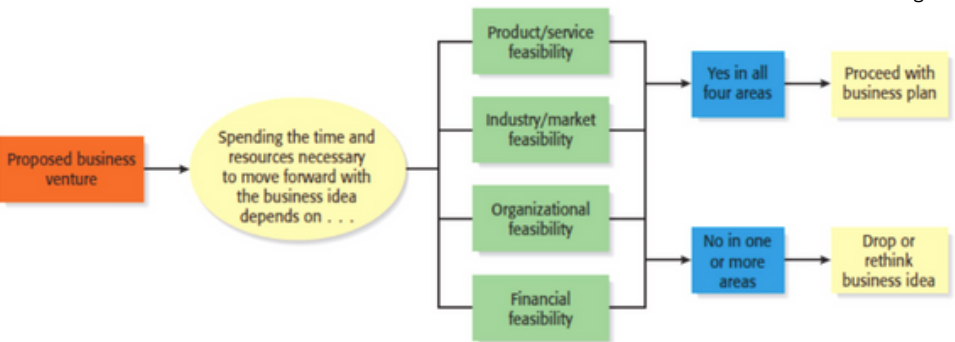 Proposed business
venture
Spending the time and
resources necessary
to move forward with
the business idea
depends on . . .
Product/service
feasibility
Industry/market
feasibility
Organizational
feasibility
Financial
feasibility
Yes in all
four areas
Proceed with
business plan
No in one
or more
areas
Drop or
rethink
business idea